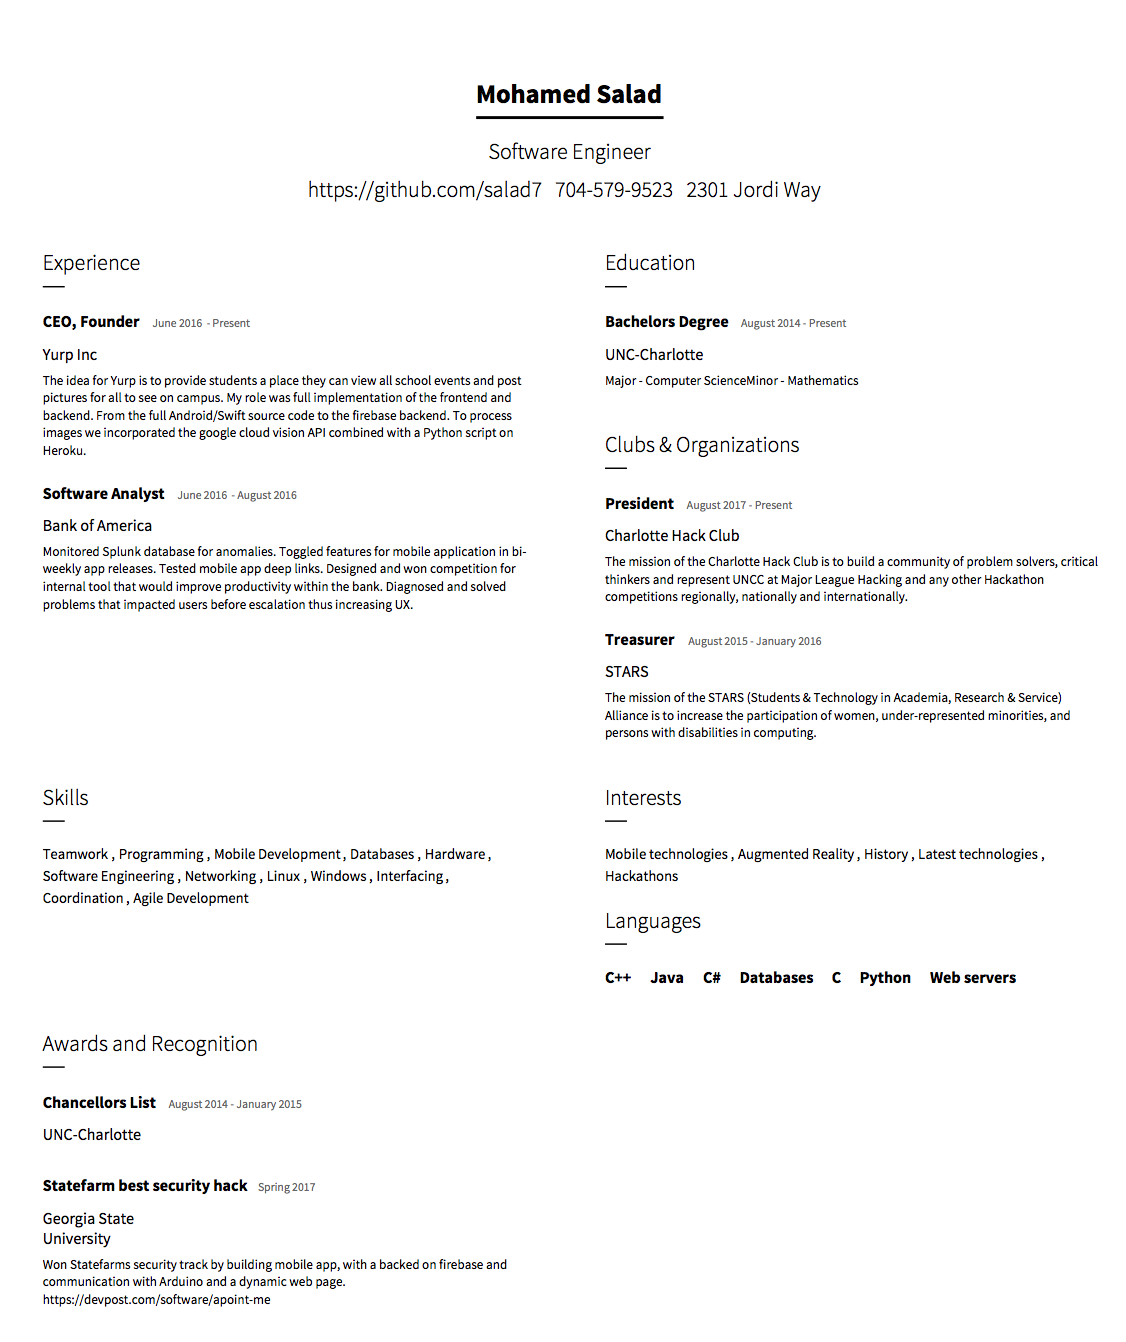 Mohamed Salad
Software Engineer
https://github.com/salad7 704-579-9523 2301 Jordi Way
Experience
CEO, Founder June 2016 - Present
Yurp Inc
The idea for Yurp is to provide students a place they can view all school events and post
pictures for all to see on campus. My role was full implementation of the frontend and
backend. From the full Android/Swift source code to the firebase backend. To process
images we incorporated the google cloud vision API combined with a Python script on
Heroku.
Software Analyst June 2016 - August 2016
Bank of America
Monitored Splunk database for anomalies. Toggled features for mobile application in bi-
weekly app releases. Tested mobile app deep links. Designed and won competition for
internal tool that would improve productivity within the bank. Diagnosed and solved
problems that impacted users before escalation thus increasing UX.
Education
Bachelors Degree August 2014 - Present
UNC-Charlotte
Major - Computer ScienceMinor - Mathematics
Clubs & Organizations
President August 2017 - Present
Charlotte Hack Club
The mission of the Charlotte Hack Club is to build a community of problem solvers, critical
thinkers and represent UNCC at Major League Hacking and any other Hackathon
competitions regionally, nationally and internationally.
Treasurer August 2015 - January 2016
STARS
The mission of the STARS (Students & Technology in Academia, Research & Service)
Alliance is to increase the participation of women, under-represented minorities, and
persons with disabilities in computing.
Skills
Teamwork , Programming , Mobile Development , Databases , Hardware ,
Software Engineering , Networking , Linux , Windows , Interfacing ,
Coordination , Agile Development
Interests
Mobile technologies , Augmented Reality , History , Latest technologies ,
Hackathons
Languages
C++ Java C# Databases C Python Web servers
Awards and Recognition
Chancellors List August 2014 - January 2015
UNC-Charlotte
Statefarm best security hack Spring 2017
Georgia State
University
Won Statefarms security track by building mobile app, with a backed on firebase and
communication with Arduino and a dynamic web page.
https://devpost.com/software/apoint-me